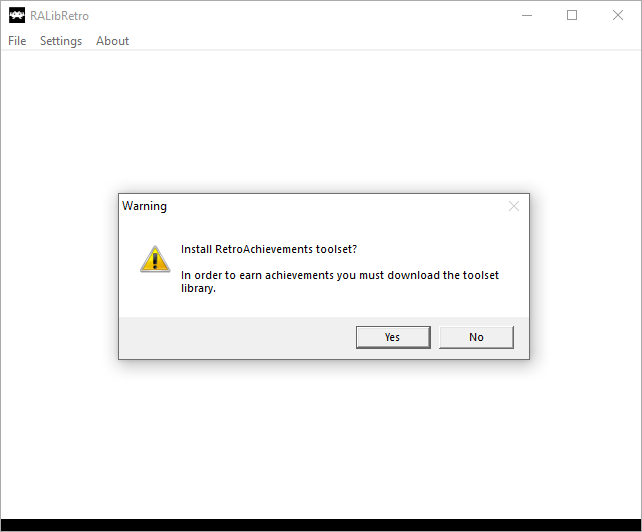 RALibRetro
File Settings About
Warning
Install RetroAchievements toolset?
In order to earn achievements you must download the toolset
library.
Yes No